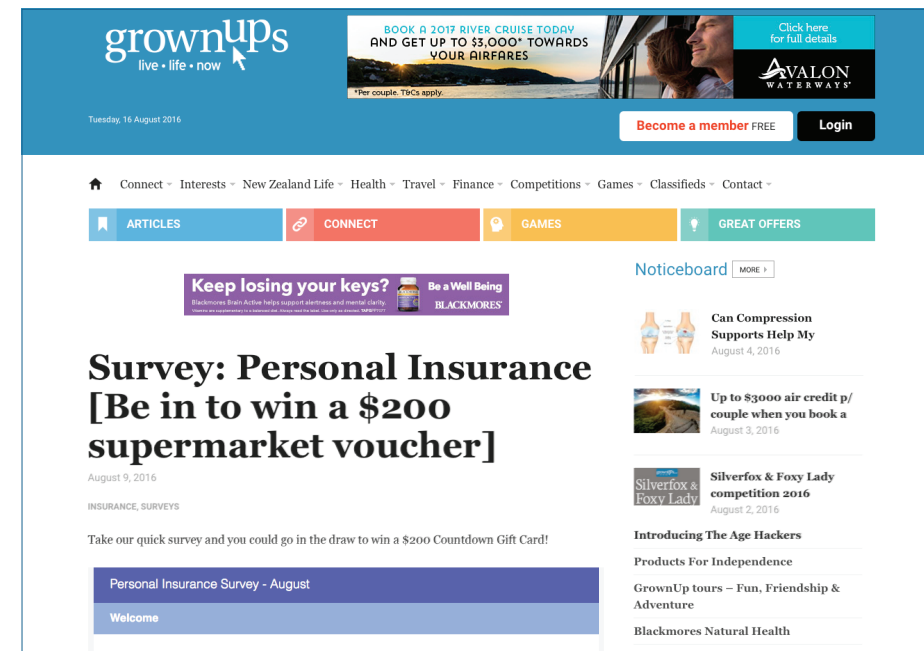 grownups
live • life • now
BOOK A 2017 RIVER CRUISE TODAY
AND GET UP TO $3,000* TOWARDS
YOUR AIRFARES
*Per couple. T&Cs apply.
Click here
for full details
AVALON
WATERWAYS
Tuesday, 16 August 2016
Become a member FREE
Login
Connect Interests New Zealand Life Health Travel Finance Competitions Games Classifieds Contact
ARTICLES
CONNECT
GAMES
GREAT OFFERS
Keep losing your keys?
Blackmores Brain Active helps support alertness and mental clarity.
Be a Well Being
BLACKMORES
Survey: Personal Insurance
[Be in to win a $200
supermarket voucher]
August 9, 2016
INSURANCE, SURVEYS
Take our quick survey and you could go in the draw to win a $200 Countdown Gift Card!
Personal Insurance Survey - August
Welcome
Noticeboard MORE
Can Compression
Supports Help My
August 4, 2016
Up to $3000 air credit p/
couple when you book a
August 3, 2016
Silverfox &
Foxy Lady
Silverfox & Foxy Lady
competition 2016
August 2, 2016
Introducing The Age Hackers
Products For Independence
GrownUp tours – Fun, Friendship &
Adventure
Blackmores Natural Health